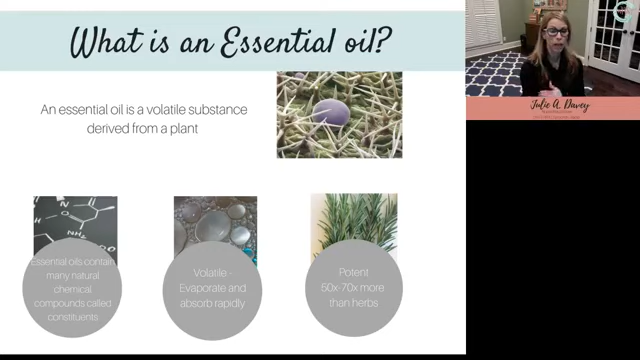 What is an Essential oil?
An essential oil is a volatile substance
derived from a plant
Essential oils contain
many natural
chemical
compounds called
constituents
Volatile -
Evaporate and
absorb rapidly
Potent
50x-70x more
than herbs
Julie A. Davey